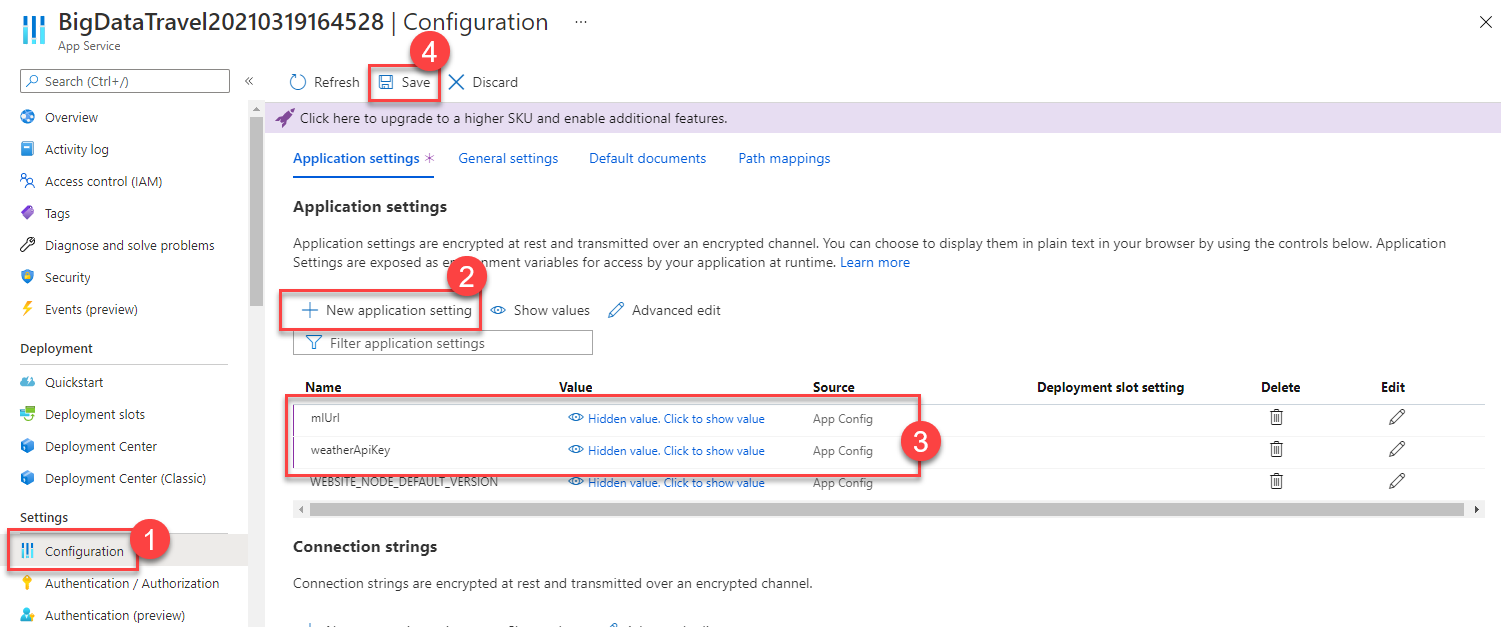 BigDataTravel20210319164528 | Configuration ...
App Service
4
Search (Ctrl+/)
«
Refresh
Save
Discard
Click here to upgrade to a higher SKU and enable additional features.
Overview
Activity log
Access control (IAM)
Tags
Diagnose and solve problems
Security
Events (preview)
Deployment
Quickstart
Deployment slots
Deployment Center
Deployment Center (Classic)
Settings
Configuration
1
Authentication / Authorization
Authentication (preview)
Application settings *
General settings
Default documents
Path mappings
Application settings
Application settings are encrypted at rest and transmitted over an encrypted channel. You can choose to display them in plain text in your browser by using the controls below. Application
Settings are exposed as environment variables for access by your application at runtime. Learn more
2
New application setting
Show values
Advanced edit
Filter application settings
Name Value Source Deployment slot setting Delete Edit
mlUrl Hidden value. Click to show value App Config
weatherApiKey Hidden value. Click to show value App Config
3
WEBSITE_NODE_DEFAULT_VERSION Hidden value. Click to show value App Config
Connection strings
Connection strings are encrypted at rest and transmitted over an encrypted channel.